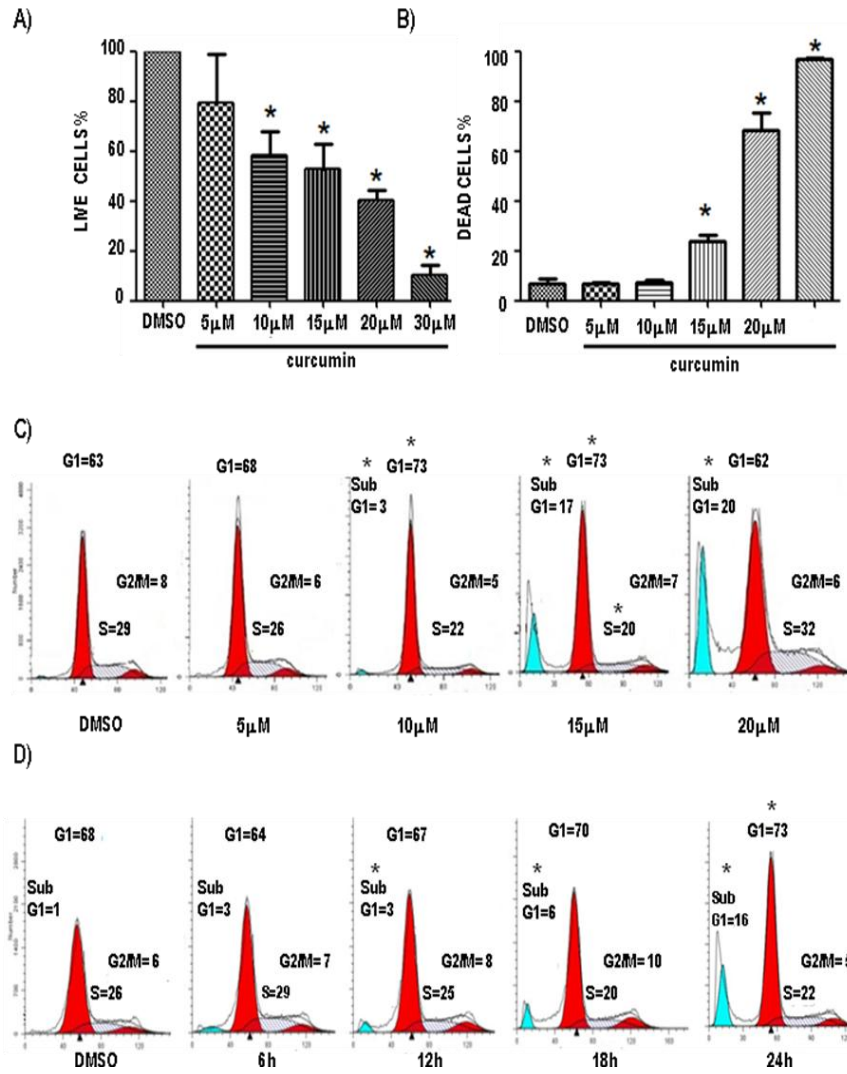 A)
B)
LIVE CELLS%
100
80
60
40
20
0
* * * *
DMSO 5μM 10μM 15μM 20μM 30μM
curcumin
DEAD CELLS%
100
80
60
40
20
0
* * *
DMSO 5μM 10μM 15μM 20μM
curcumin
C)
G1=63
G2/M= 8
S=29
DMSO
G1=68
G2/M= 6
S=26
5μM
* *
G1=73
Sub
G1= 3
G2/M=5
S=22
10μM
* *
G1=73
Sub
G1= 17
G2/M=7
*
S=20
15μM
*
G1=62
Sub
G1= 20
G2/M=6
S=32
20μM
D)
G1=68
Sub
G1=1
G2/M= 6
S=26
DMSO
G1=64
Sub
G1=3
G2/M= 7
S=29
6h
G1=67
*
Sub
G1=3
G2/M= 8
S=25
12h
G1=70
*
Sub
G1=6
G2/M= 10
S=20
18h
*
G1=73
*
Sub
G1=16
G2/M= 5
S=22
24h